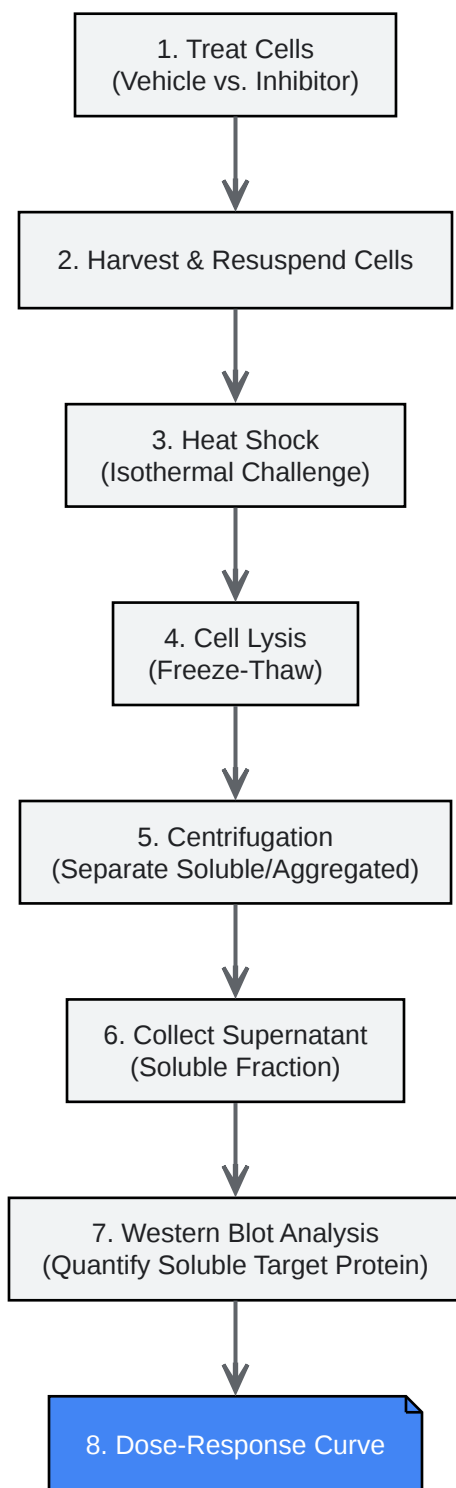 1. Treat Cells
(Vehicle vs. Inhibitor)
2. Harvest & Resuspend Cells
3. Heat Shock
(Isothermal Challenge)
4. Cell Lysis
(Freeze-Thaw)
5. Centrifugation
(Separate Soluble/Aggregated)
6. Collect Supernatant
(Soluble Fraction)
7. Western Blot Analysis
(Quantify Soluble Target Protein)
8. Dose-Response Curve